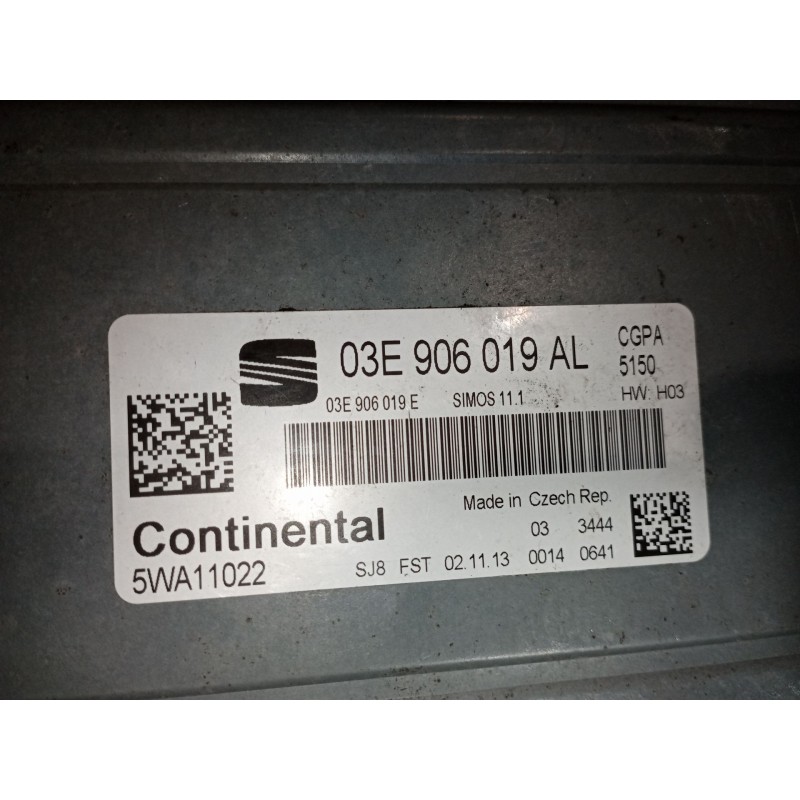 03E 906 019 AL
CGPA
5150
03E 906 019 E SIMOS 11.1
HW: H03
Made in Czech Rep.
Continental
03 3444
5WA11022
SJ8 FST 02.11.13 0014 0641